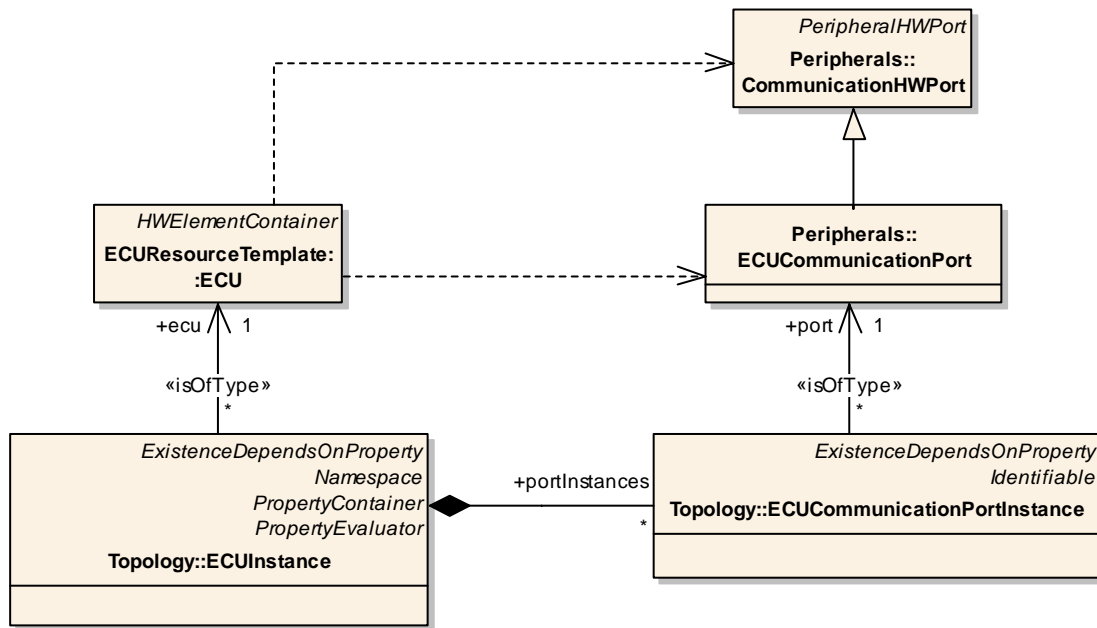 PeripheralHWPort
Peripherals::
CommunicationHWPort
HWElementContainer
ECUResourceTemplate:
:ECU
Peripherals::
ECUCommunicationPort
+ecu 1
+port 1
«isOfType»
*
«isOfType»
*
ExistenceDependsOnProperty
Namespace
PropertyContainer
PropertyEvaluator
Topology::ECUInstance
+portInstances
*
ExistenceDependsOnProperty
Identifiable
Topology::ECUCommunicationPortInstance